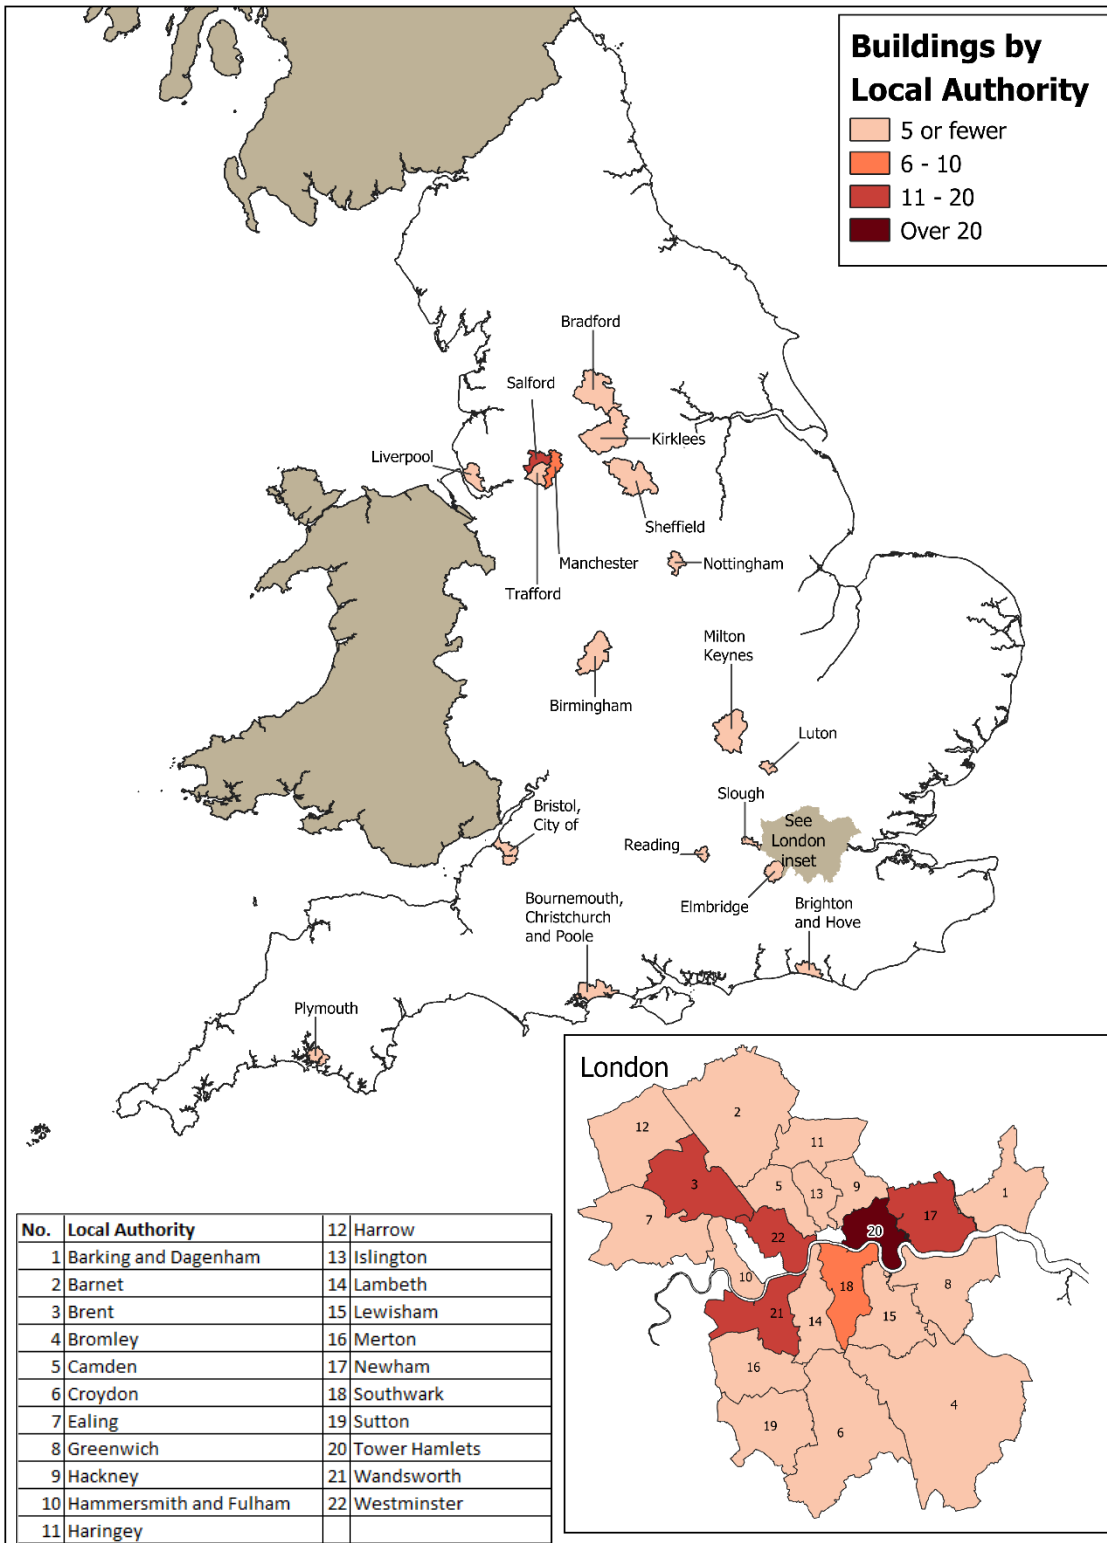 Buildings by
Local Authority
5 or fewer
6 - 10
11 - 20
Over 20
Bradford
Salford
Kirklees
Liverpool
Sheffield
Manchester
Nottingham
Trafford
Milton
Keynes
Birmingham
Luton
Slough
Bristol,
City of
See
London
inset
Reading
Elmbridge
Bournemouth,
Christchurch
and Poole
Brighton
and Hove
Plymouth
London
2
12
11
3
5
13
9
1
7
20
17
22
10
18
8
21
14
15
16
4
19
6
No. Local Authority 12 Harrow
1 Barking and Dagenham 13 Islington
2 Barnet 14 Lambeth
3 Brent 15 Lewisham
4 Bromley 16 Merton
5 Camden 17 Newham
6 Croydon 18 Southwark
7 Ealing 19 Sutton
8 Greenwich 20 Tower Hamlets
9 Hackney 21 Wandsworth
10 Hammersmith and Fulham 22 Westminster
11 Haringey